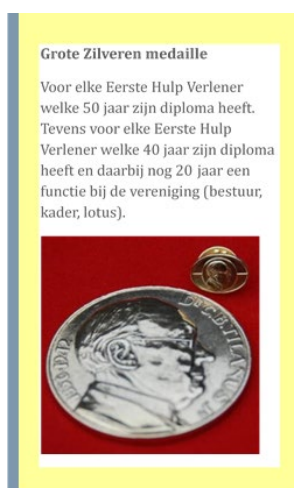 Grote Zilveren medaille
Voor elke Eerste Hulp Verlener
welke 50 jaar zijn diploma heeft.
Tevens voor elke Eerste Hulp
Verlener welke 40 jaar zijn diploma
heeft en daarbij nog 20 jaar een
functie bij de vereniging (bestuur,
kader, lotus).